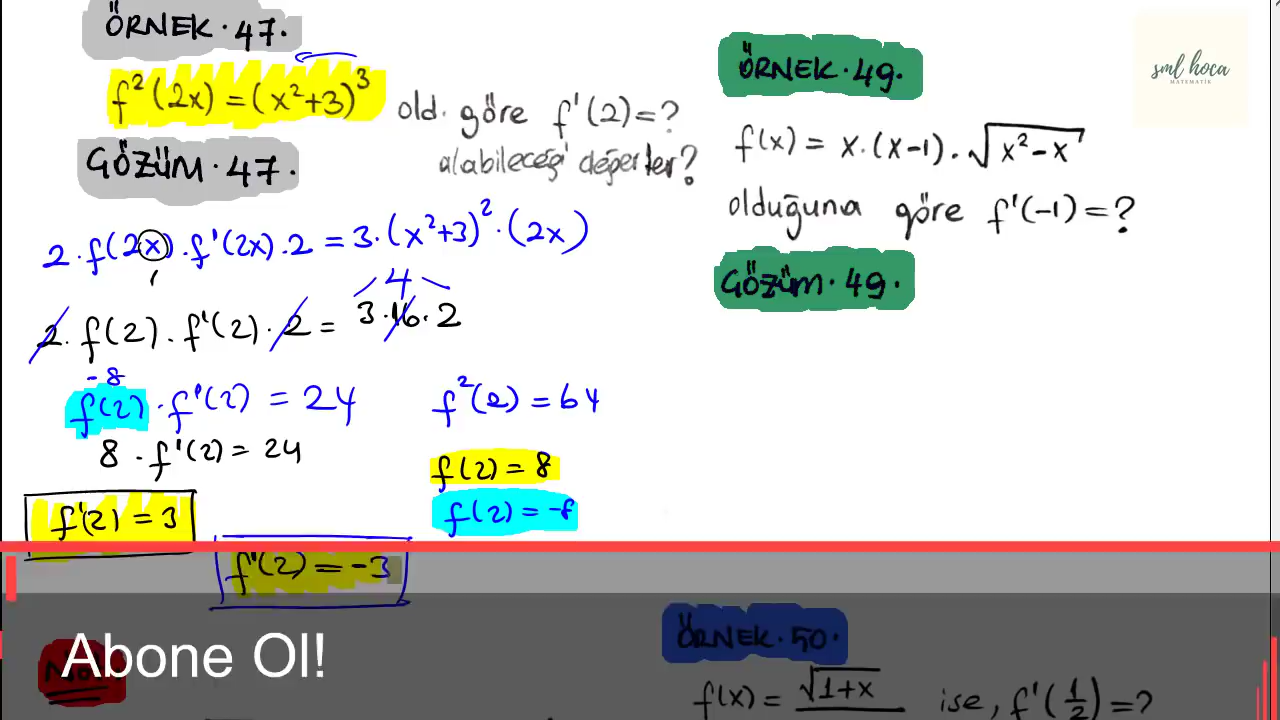 ÖRNEK·47.
f²(2x) = (x²+3)³ old. göre f'(2)=?
alabileceği değerler?
GÖZÜM·47.
2·f(2x)·f'(2x)·2 = 3·(x²+3)²·(2x)
1
4
2·f(2)·f'(2)·2 = 3·16·2
-8
f(2)·f'(2) = 24
8·f'(2) = 24
f'(2) = 3
f²(2) = 64
f(2) = 8
f(2) = -8
f'(2) = -3
ÖRNEK·49.
sml hoca
MATEMATİK
f(x) = x·(x-1)·√(x²-x)
olduğuna göre f'(-1)=?
GÖZÜM·49.
Abone Ol!
ÖRNEK·50·
f(x) = √(1+x) ise, f'(1/2)=?